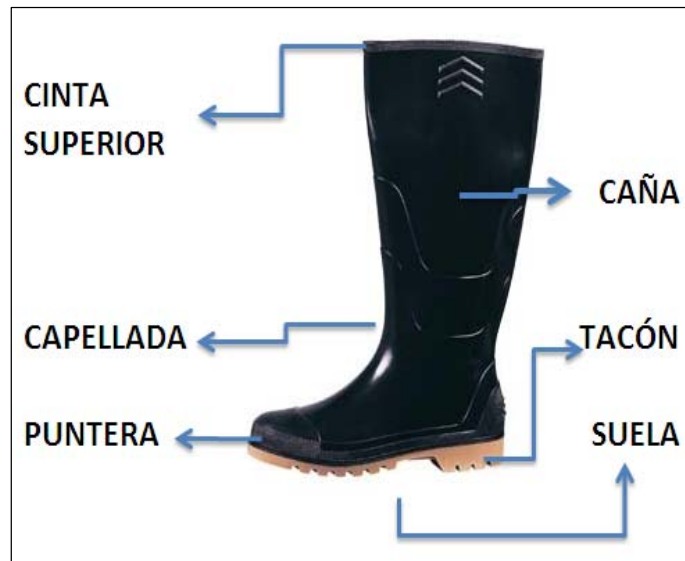 CINTA
SUPERIOR
CAÑA
CAPELLADA
TACÓN
PUNTERA
SUELA